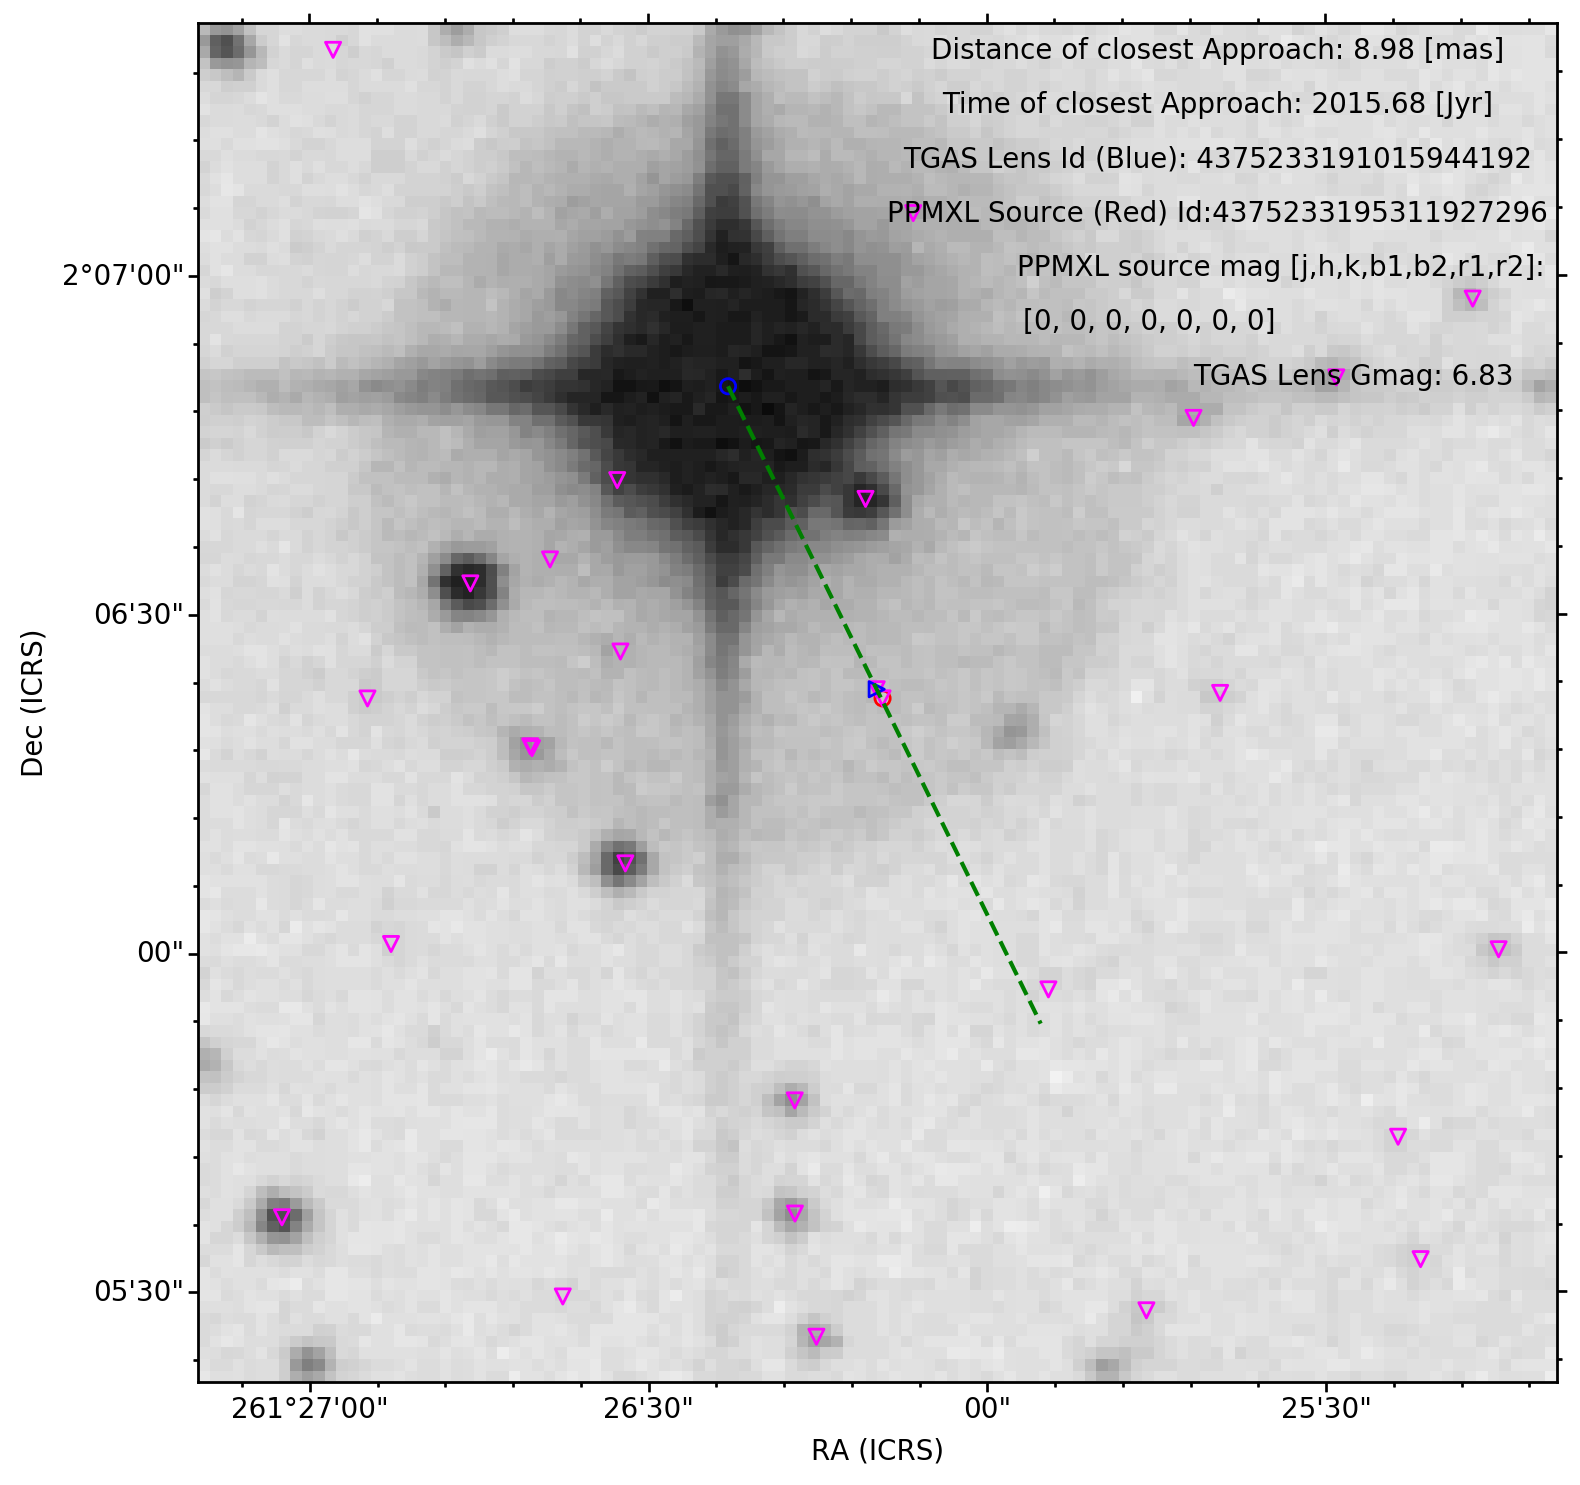 Distance of closest Approach: 8.98 [mas]
Time of closest Approach: 2015.68 [Jyr]
TGAS Lens Id (Blue): 4375233191015944192
PPMXL Source (Red) Id:4375233195311927296
PPMXL source mag [j,h,k,b1,b2,r1,r2]:
[0, 0, 0, 0, 0, 0, 0]
TGAS Lens Gmag: 6.83
2°07'00"
06'30"
00"
05'30"
Dec (ICRS)
261°27'00" 26'30" 00" 25'30"
RA (ICRS)